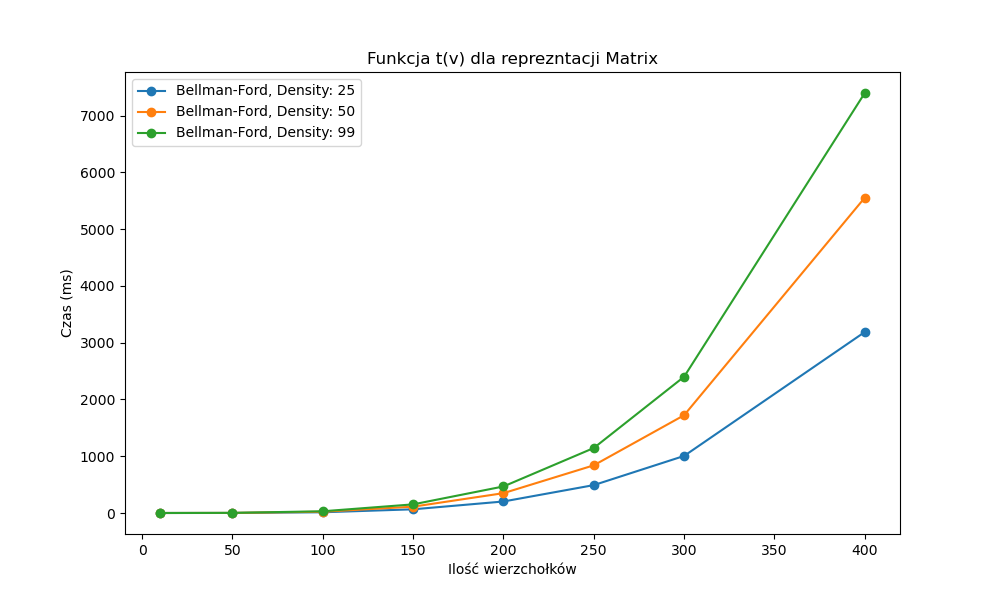 Funkcja t(v) dla reprezntacji Matrix
Bellman-Ford, Density: 25
Bellman-Ford, Density: 50
Bellman-Ford, Density: 99
Czas (ms)
7000
6000
5000
4000
3000
2000
1000
0
0 50 100 150 200 250 300 350 400
Ilość wierzchołków